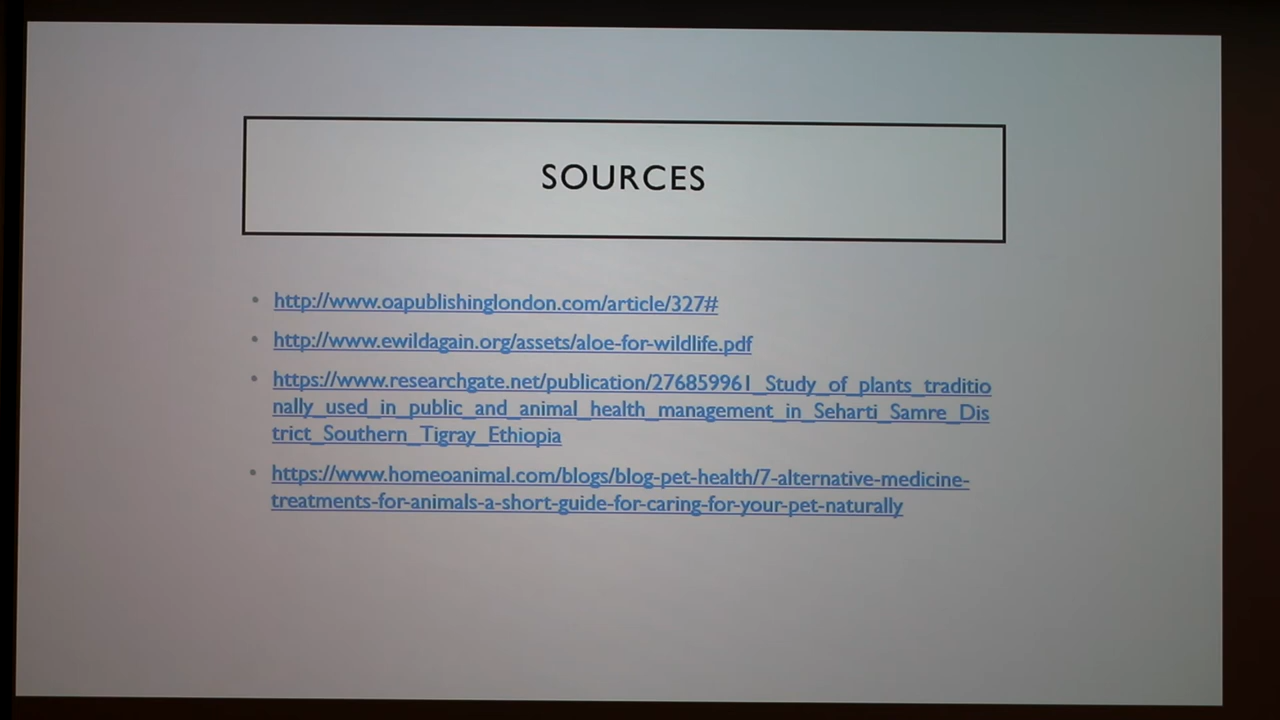 SOURCES
• http://www.oapublishinglondon.com/article/327#
• http://www.ewildagain.org/assets/aloe-for-wildlife.pdf
• https://www.researchgate.net/publication/276859961_Study_of_plants_traditio
nally_used_in_public_and_animal_health_management_in_Seharti_Samre_Dis
trict_Southern_Tigray_Ethiopia
• https://www.homeoanimal.com/blogs/blog-pet-health/7-alternative-medicine-
treatments-for-animals-a-short-guide-for-caring-for-your-pet-naturally